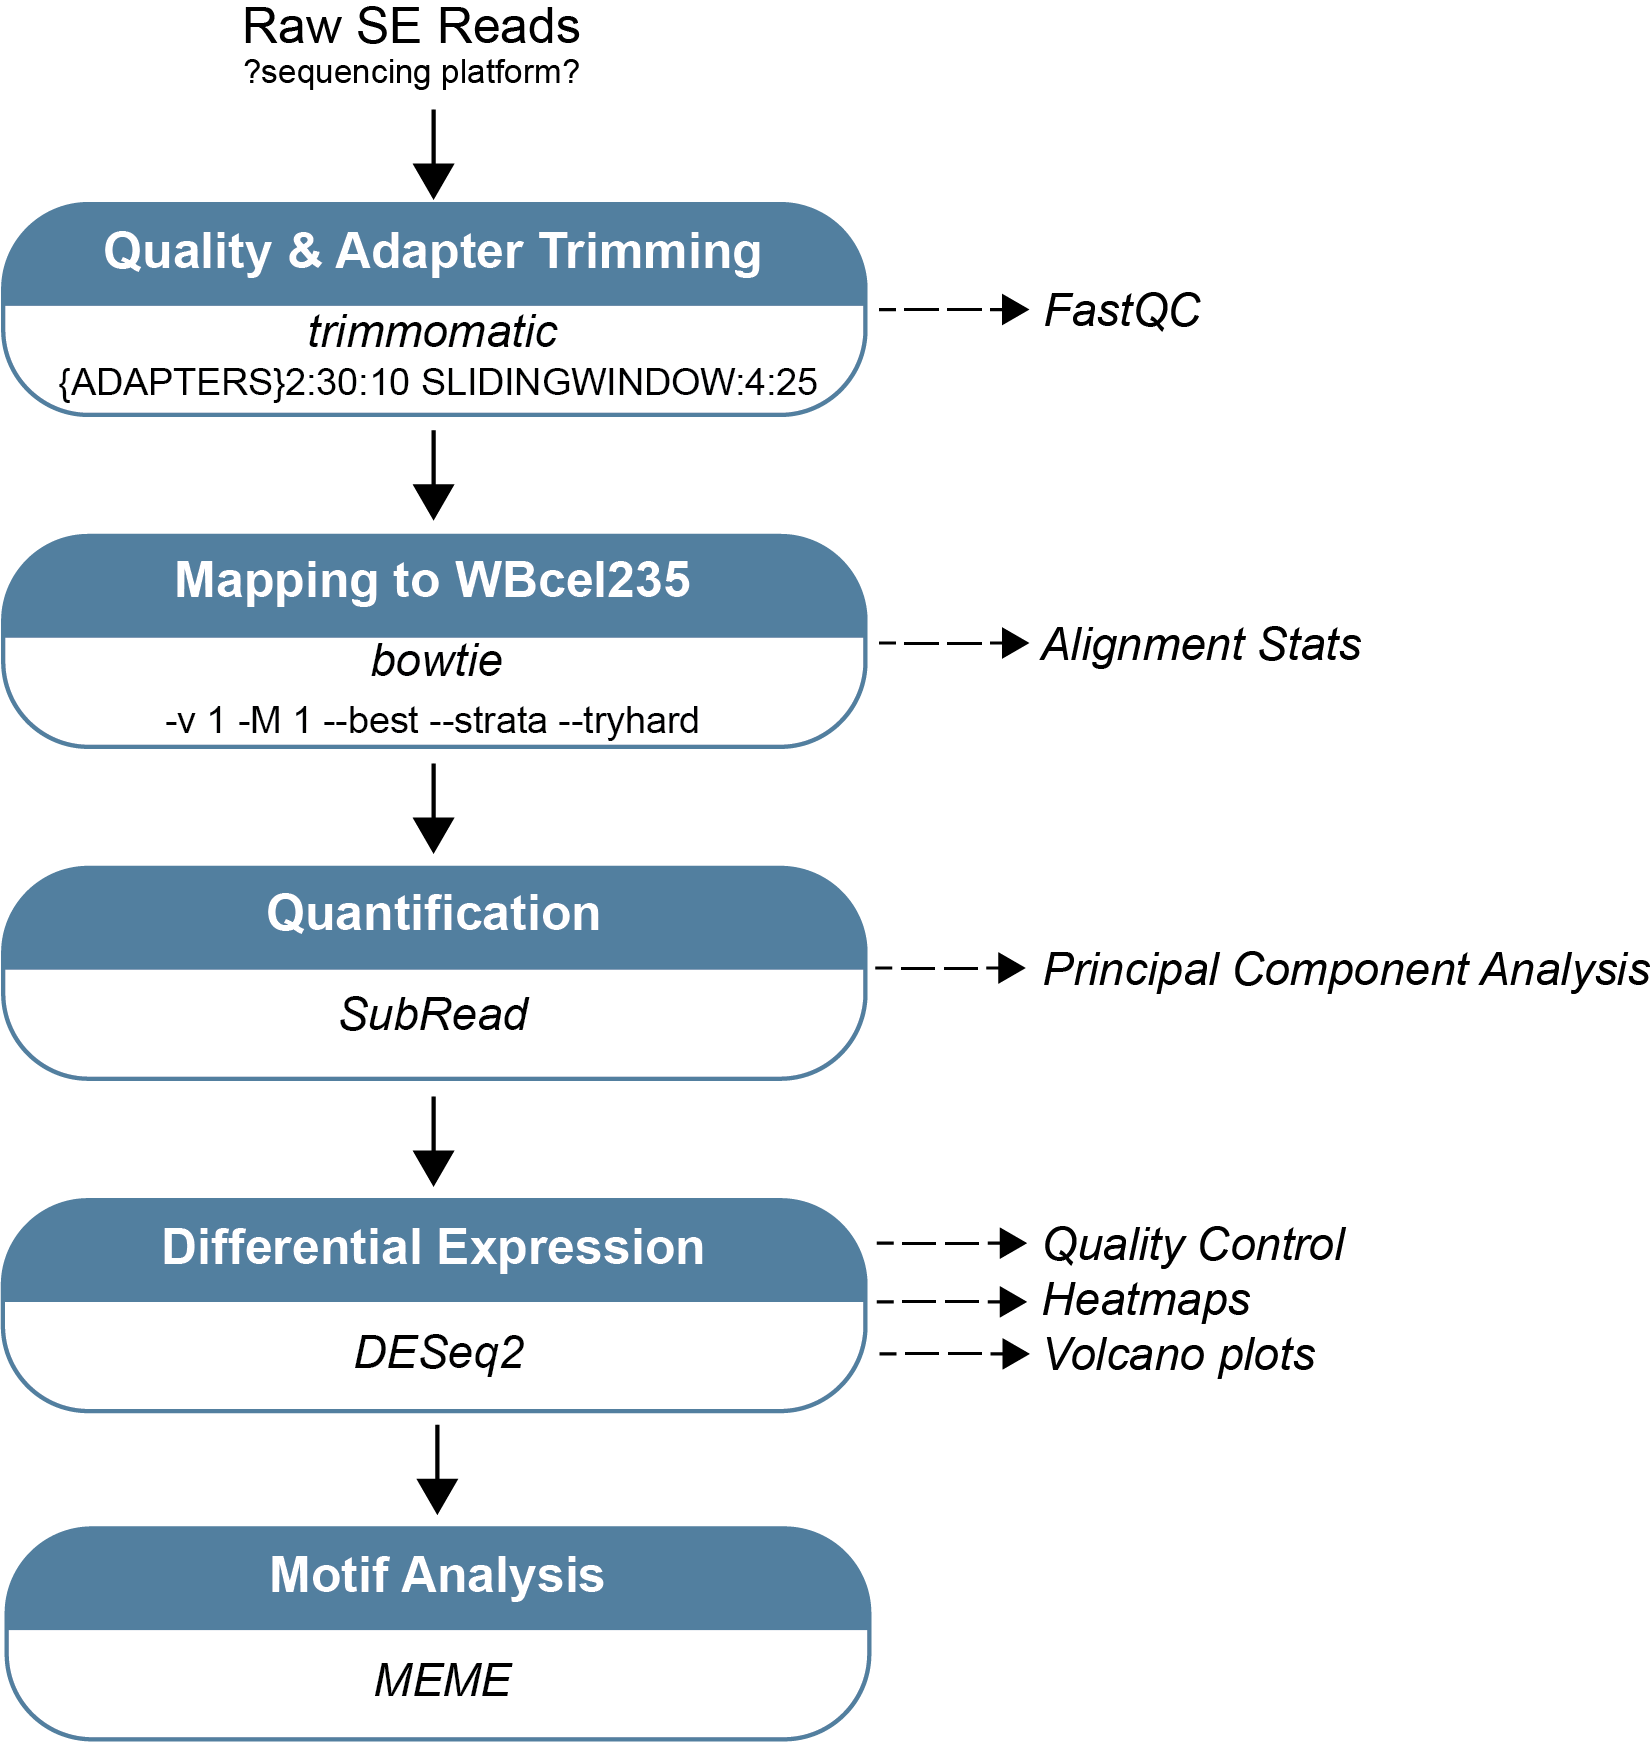 Raw SE Reads
?sequencing platform?
Quality & Adapter Trimming
trimmomatic
{ADAPTERS}2:30:10 SLIDINGWINDOW:4:25
FastQC
Mapping to WBcel235
bowtie
-v 1 -M 1 --best --strata --tryhard
Alignment Stats
Quantification
SubRead
Principal Component Analysis
Differential Expression
DESeq2
Quality Control
Heatmaps
Volcano plots
Motif Analysis
MEME